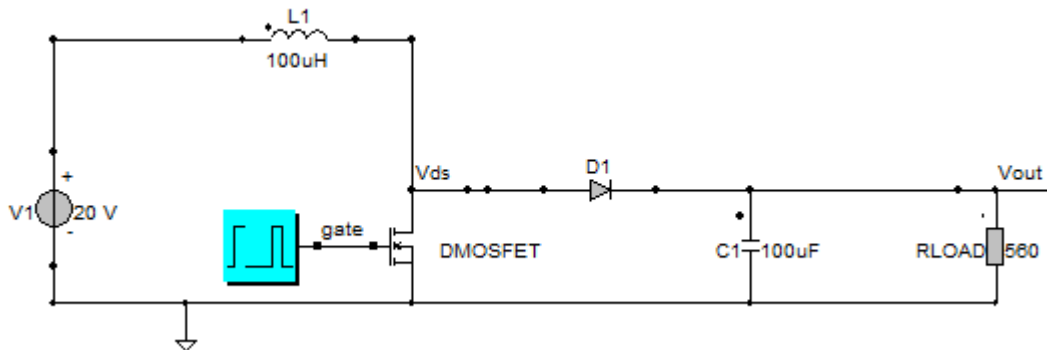 L1
100uH
Vds
D1
Vout
V1
+
20 V
-
gate
DMOSFET
C1
100uF
RLOAD
560